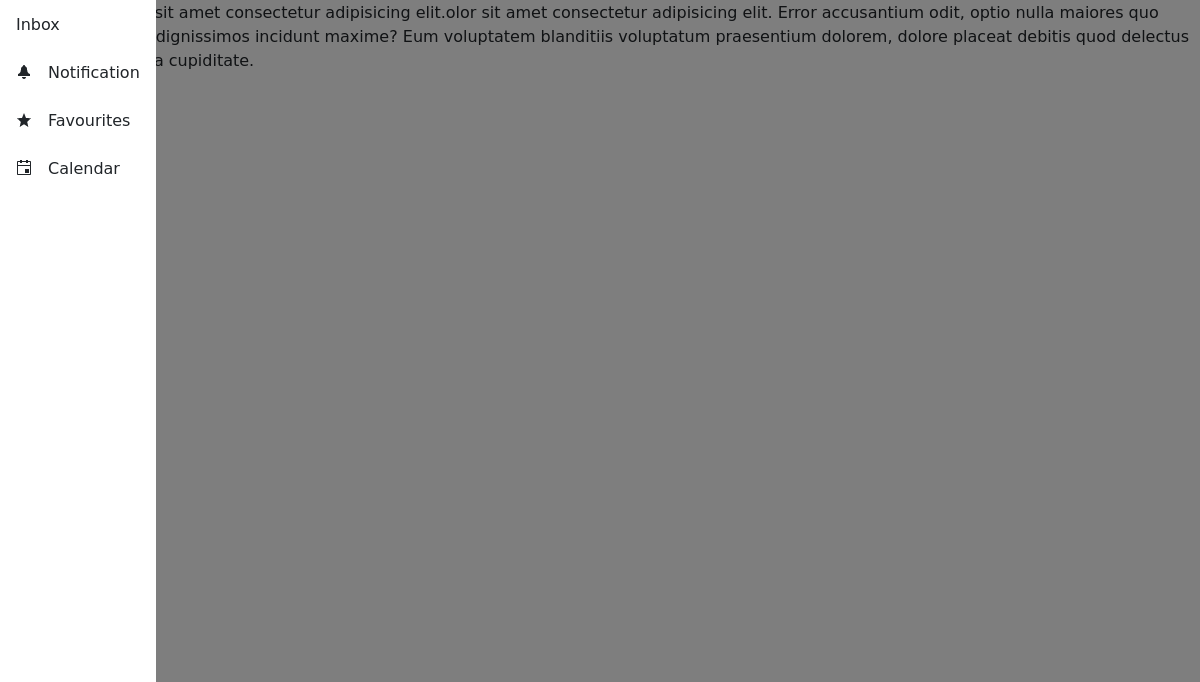 Inbox
Notification
Favourites
Calendar
sit amet consectetur adipisicing elit.olor sit amet consectetur adipisicing elit. Error accusantium odit, optio nulla maiores quo
dignissimos incidunt maxime? Eum voluptatem blanditiis voluptatum praesentium dolorem, dolore placeat debitis quod delectus
a cupiditate.